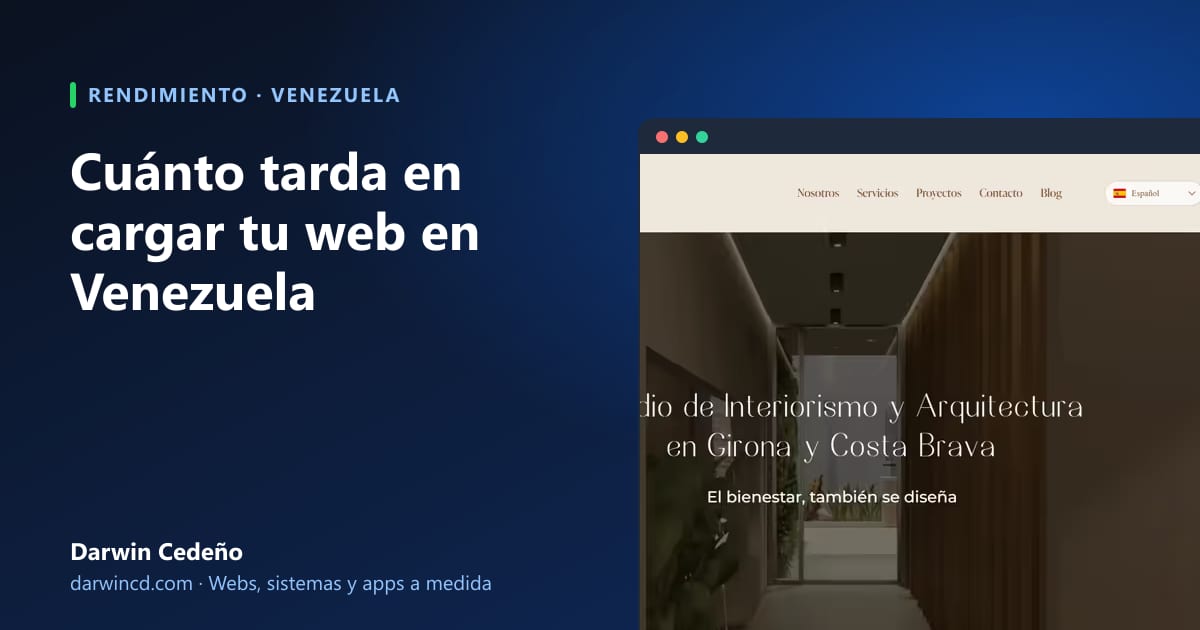 RENDIMIENTO · VENEZUELA
Cuánto tarda en
cargar tu web en
Venezuela
Darwin Cedeño
darwincd.com · Webs, sistemas y apps a medida
Nosotros Servicios Proyectos Contacto Blog Español
dio de Interiorismo y Arquitectura
en Girona y Costa Brava
El bienestar, también se diseña